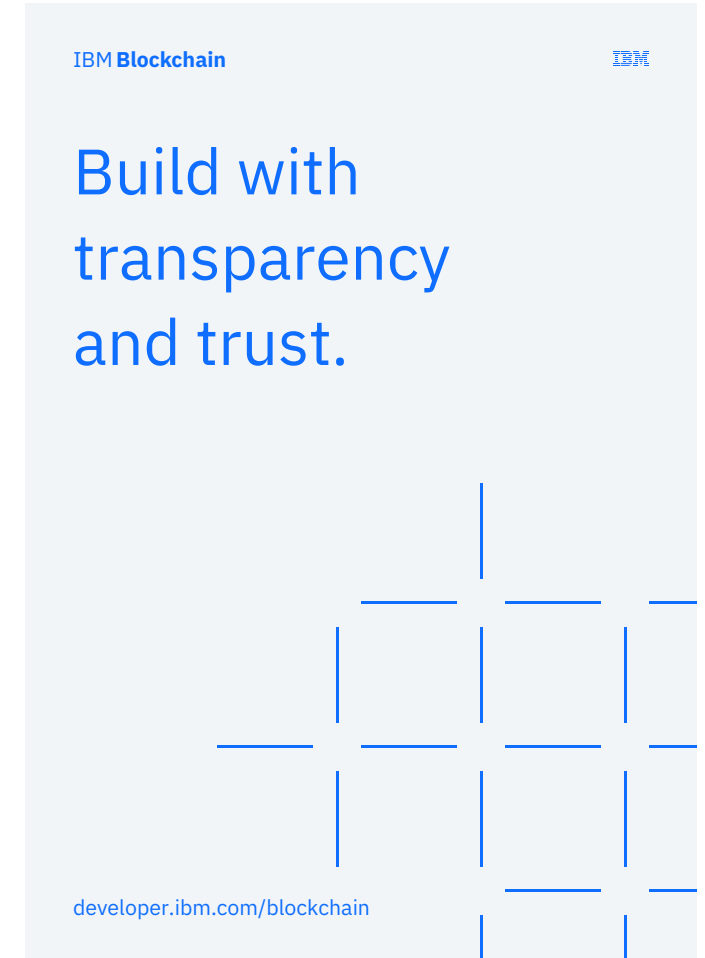 IBM Blockchain
IBM
Build with
transparency
and trust.
developer.ibm.com/blockchain